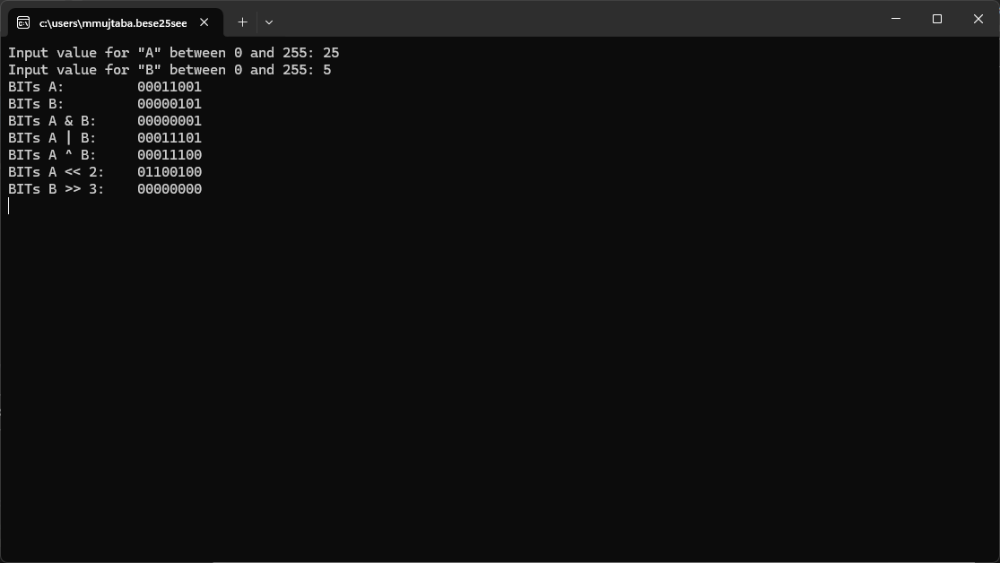 c:\users\mmujtaba.bese25see
Input value for "A" between 0 and 255: 25
Input value for "B" between 0 and 255: 5
BITs A:         00011001
BITs B:         00000101
BITs A & B:     00000001
BITs A | B:     00011101
BITs A ^ B:     00011100
BITs A << 2:    01100100
BITs B >> 3:    00000000